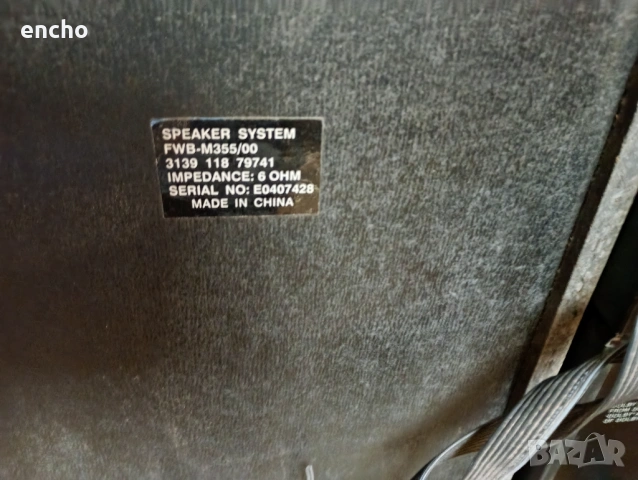 encho
SPEAKER SYSTEM
FWB-M355/00
3139 118 79741
IMPEDANCE: 6 OHM
SERIAL NO: E0407428
MADE IN CHINA
BAZAR